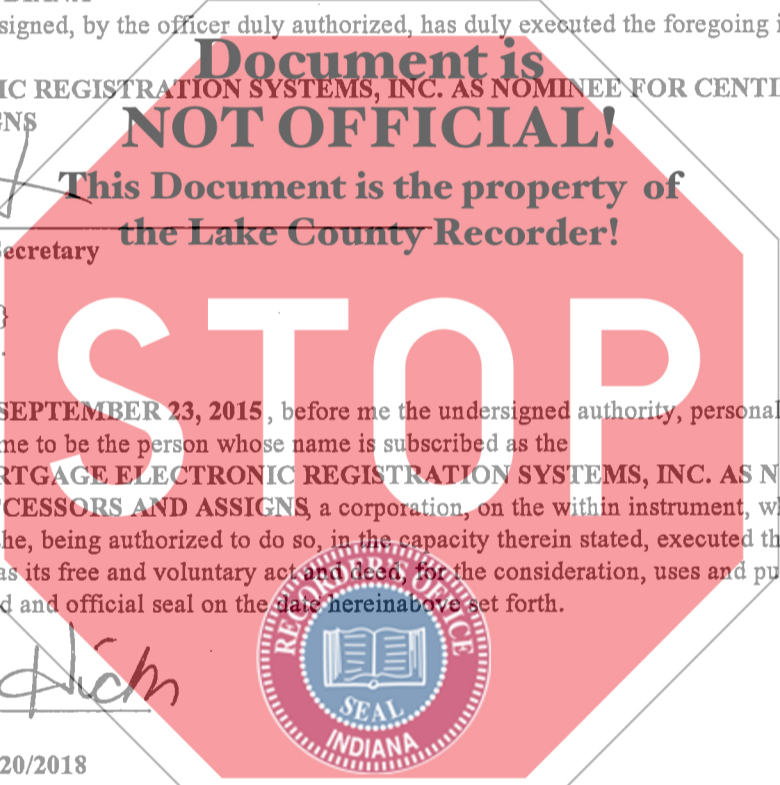 signed, by the officer duly authorized, has duly executed the foregoing i
Document is
IC REGISTRATION SYSTEMS, INC. AS NOMINEE FOR CENTI
GNS
NOT OFFICIAL!
This Document is the property of
the Lake County Recorder!
ecretary
}
STOP
SEPTEMBER 23, 2015, before me the undersigned authority, personal
me to be the person whose name is subscribed as the
RTGAGE ELECTRONIC REGISTRATION SYSTEMS, INC. AS N
CESSORS AND ASSIGNS, a corporation, on the within instrument, w
he, being authorized to do so, in the capacity therein stated, executed th
as its free and voluntary act and deed, for the consideration, uses and pu
d and official seal on the date hereinabove set forth.
RECORDER'S OFFICE
SEAL
INDIANA
20/2018